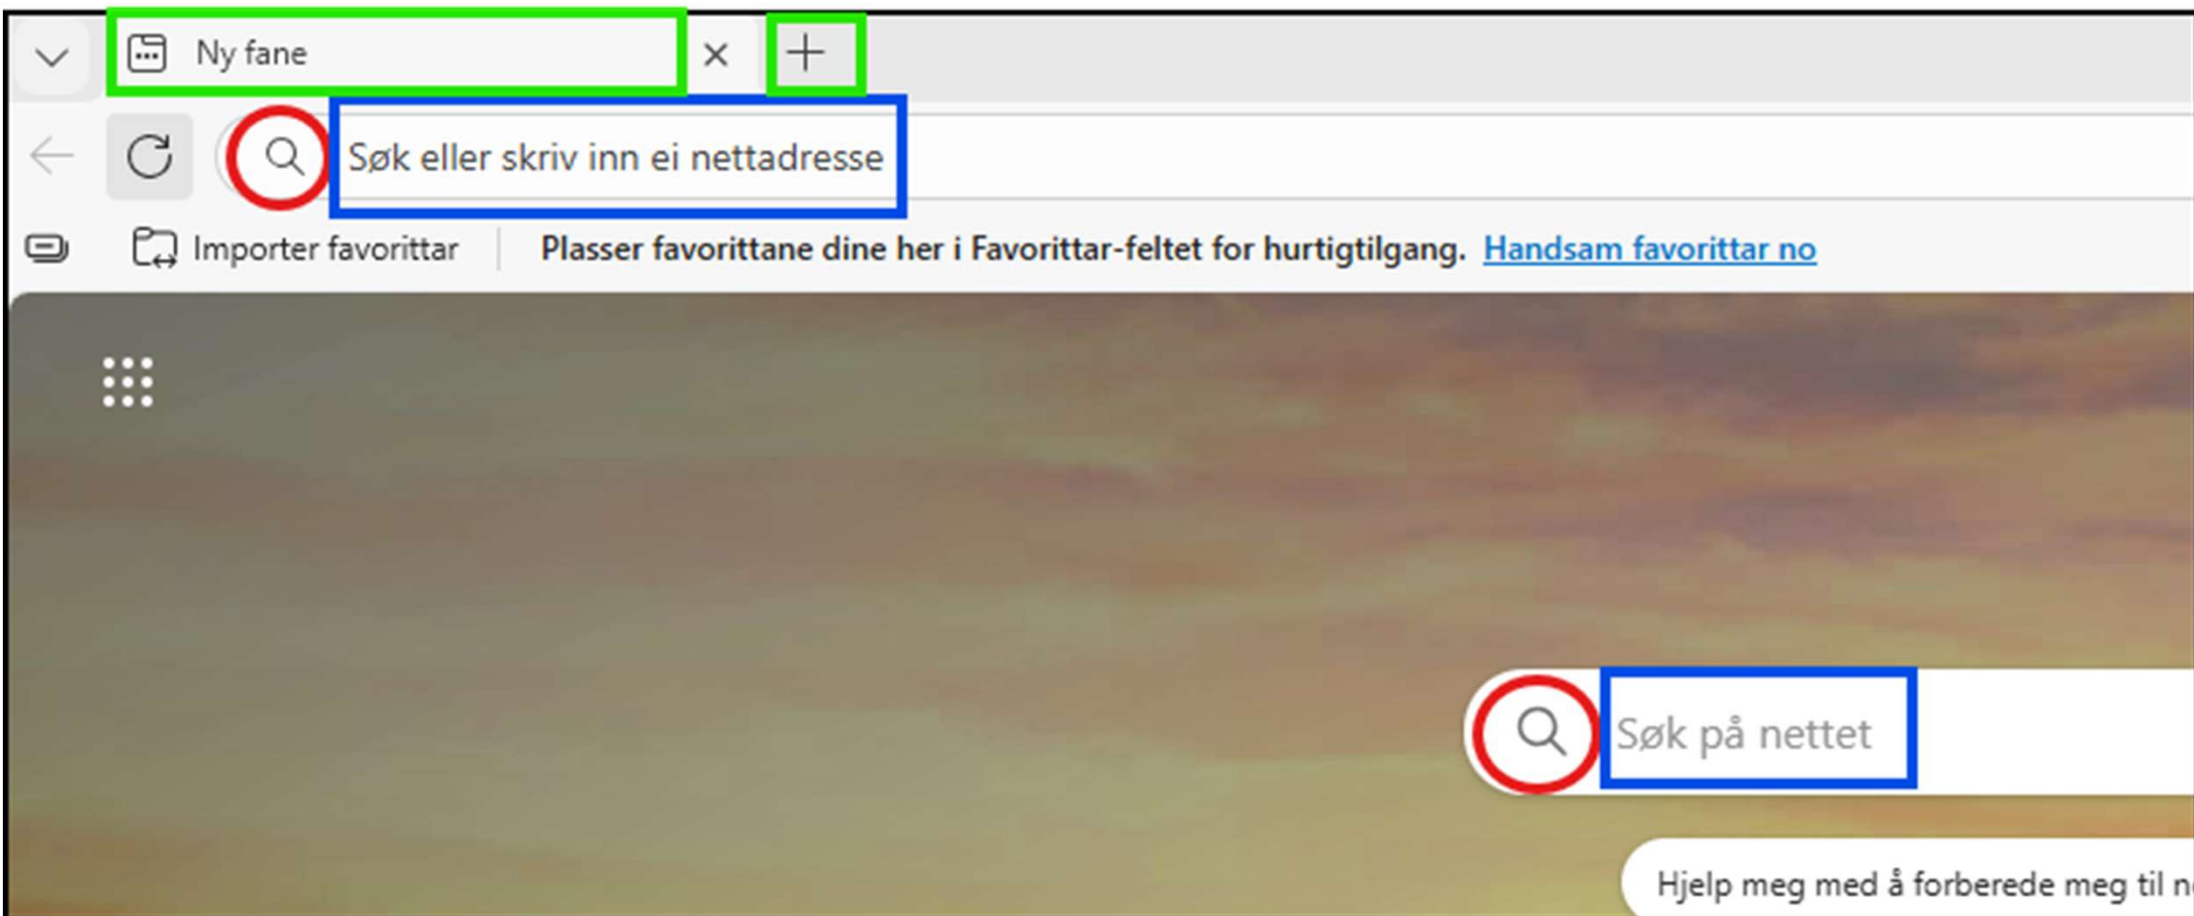 Ny fane
Søk eller skriv inn ei nettadresse
Importer favorittar
Plasser favorittane dine her i Favorittar-feltet for hurtigtilgang. Handsam favorittar no
Søk på nettet
Hjelp meg med å forberede meg til